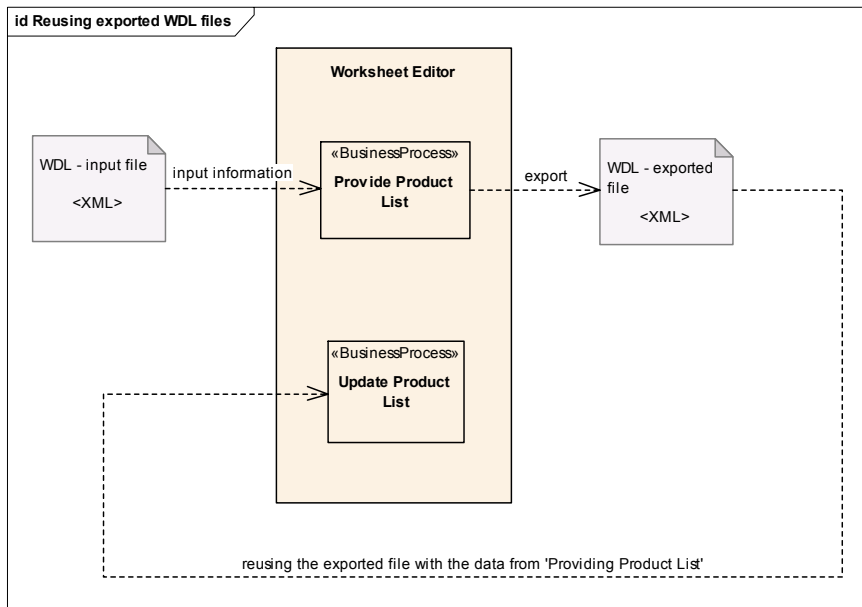 id Reusing exported WDL files
Worksheet Editor
WDL - input file
<XML>
input information
«BusinessProcess»
Provide Product
List
export
WDL - exported
file
<XML>
«BusinessProcess»
Update Product
List
reusing the exported file with the data from 'Providing Product List'